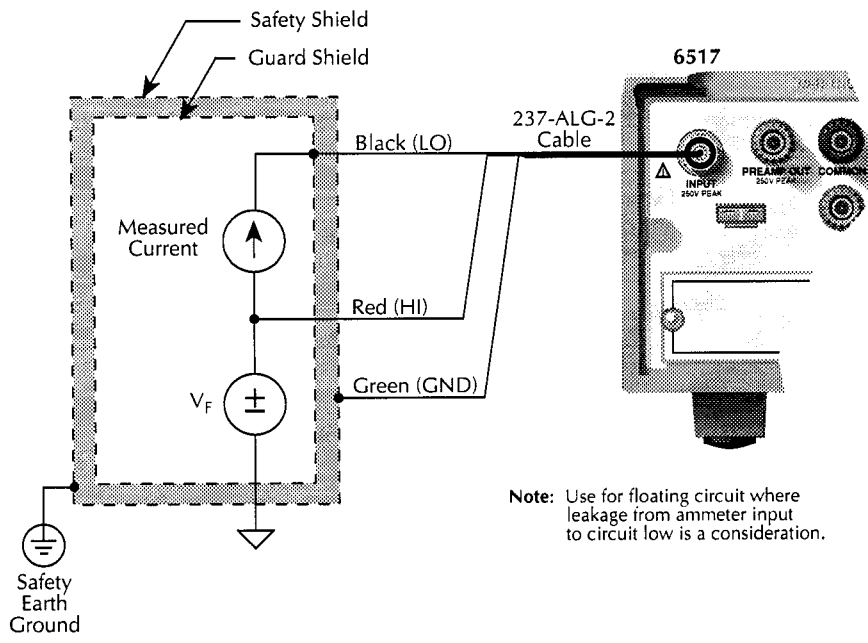 Safety Shield
Guard Shield
6517
237-ALG-2
Cable
Black (LO)
INPUT
250V PEAK
PREAMP OUT
250V PEAK
COMMON
Measured
Current
Red (HI)
Green (GND)
VF
Note: Use for floating circuit where
leakage from ammeter input
to circuit low is a consideration.
Safety
Earth
Ground